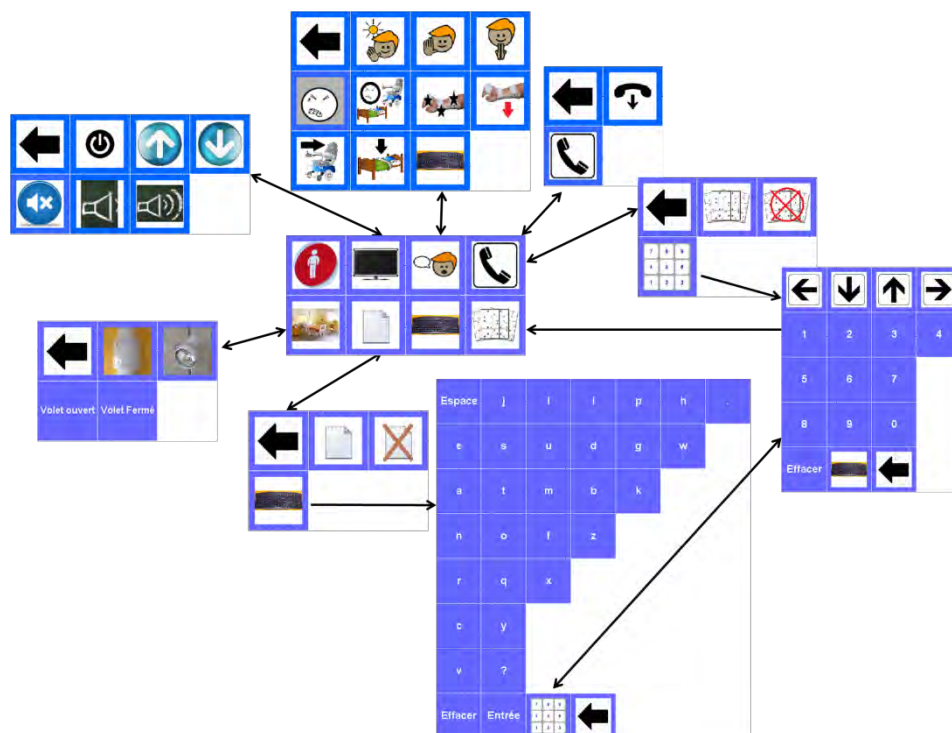 1 2 3 4
5 6 7
8 9 0
Effacer
Volet ouvert Volet Fermé
Espace j i l p h .
e s u d g w
a t m b k
n o f z
r q x
c y
v ?
Effacer Entrée